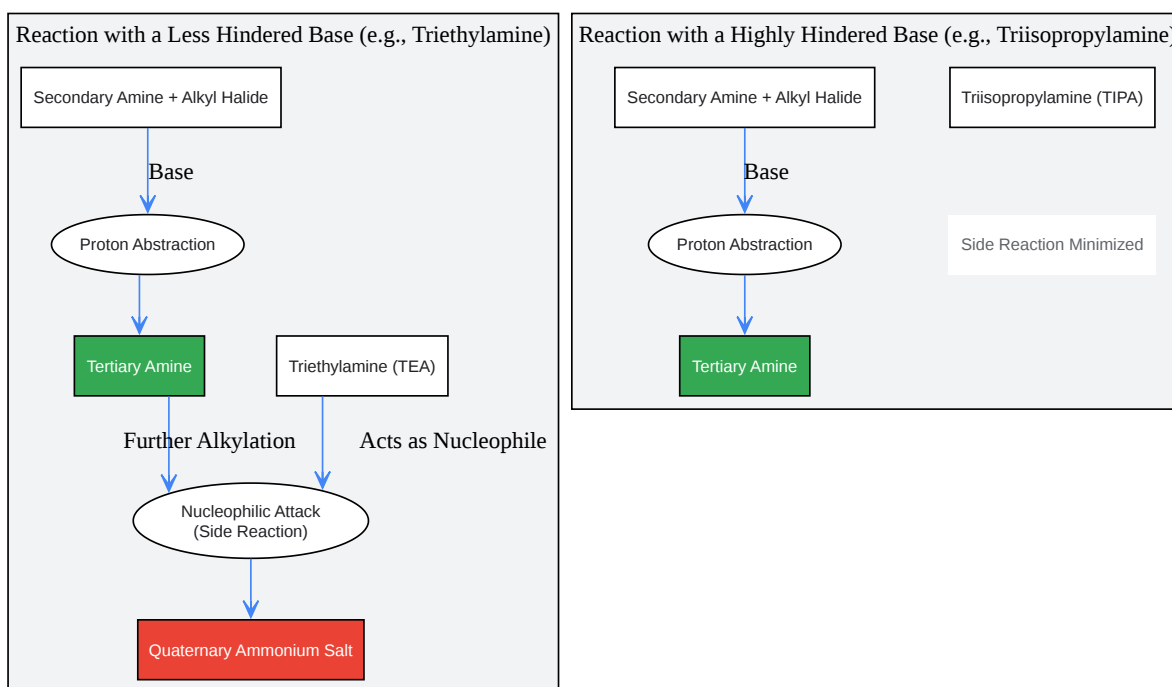 Reaction with a Less Hindered Base (e.g., Triethylamine)
Secondary Amine + Alkyl Halide
Base
Proton Abstraction
Tertiary Amine
Triethylamine (TEA)
Further Alkylation
Acts as Nucleophile
Nucleophilic Attack
(Side Reaction)
Quaternary Ammonium Salt
Reaction with a Highly Hindered Base (e.g., Triisopropylamine)
Secondary Amine + Alkyl Halide
Triisopropylamine (TIPA)
Base
Proton Abstraction
Side Reaction Minimized
Tertiary Amine